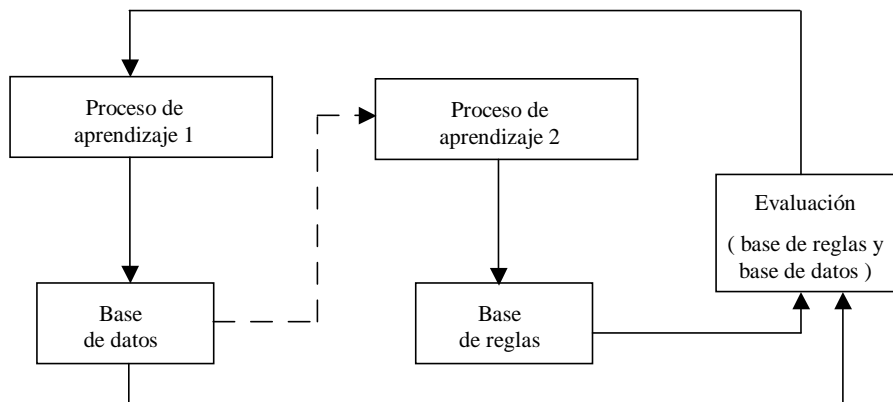 Proceso de
aprendizaje 1
Proceso de
aprendizaje 2
Evaluación
( base de reglas y
base de datos )
Base
de datos
Base
de reglas